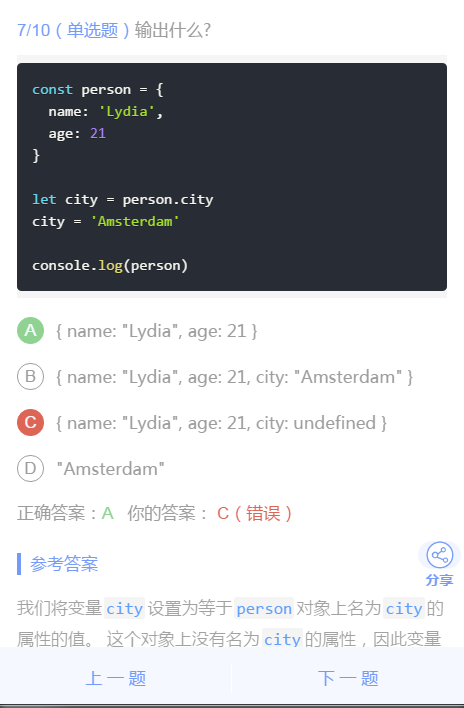 7/10（单选题）输出什么？
const person = {
  name: 'Lydia',
  age: 21
}
let city = person.city
city = 'Amsterdam'
console.log(person)
A { name: "Lydia", age: 21 }
B { name: "Lydia", age: 21, city: "Amsterdam" }
C { name: "Lydia", age: 21, city: undefined }
D "Amsterdam"
正确答案：A 你的答案： C（错误）
参考答案
分享
我们将变量 city 设置为等于 person 对象上名为 city 的
属性的值。 这个对象上没有名为 city 的属性，因此变量
上一题 下一题